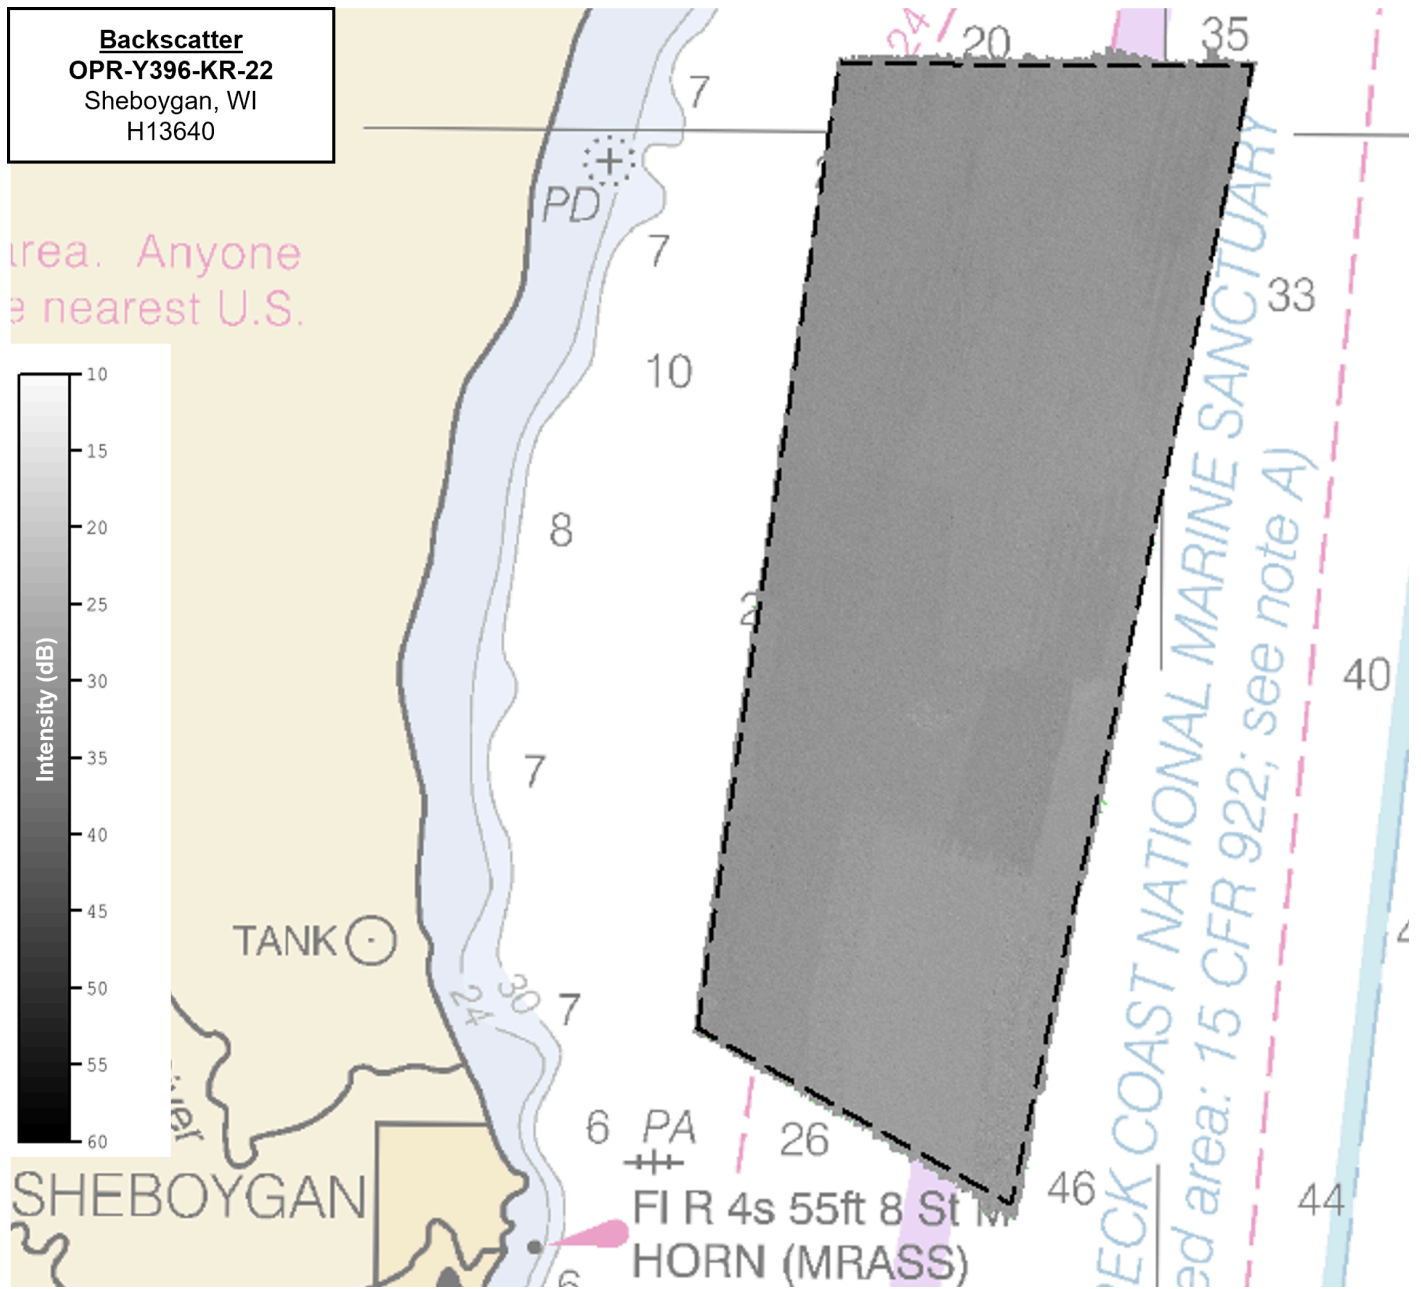 Backscatter
OPR-Y396-KR-22
Sheboygan, WI
H13640
24
20
35
7
PD
area. Anyone
e nearest U.S.
7
33
10
8
40
7
10
15
20
25
30
35
40
45
50
55
60
Intensity (dB)
TANK
24
30
7
6
PA
26
46
44
SHEBOYGAN
Fl R 4s 55ft 8 St M
HORN (MRASS)
6
COAST NATIONAL MARINE SANCTUARY
area: 15 CFR 922; see note A)